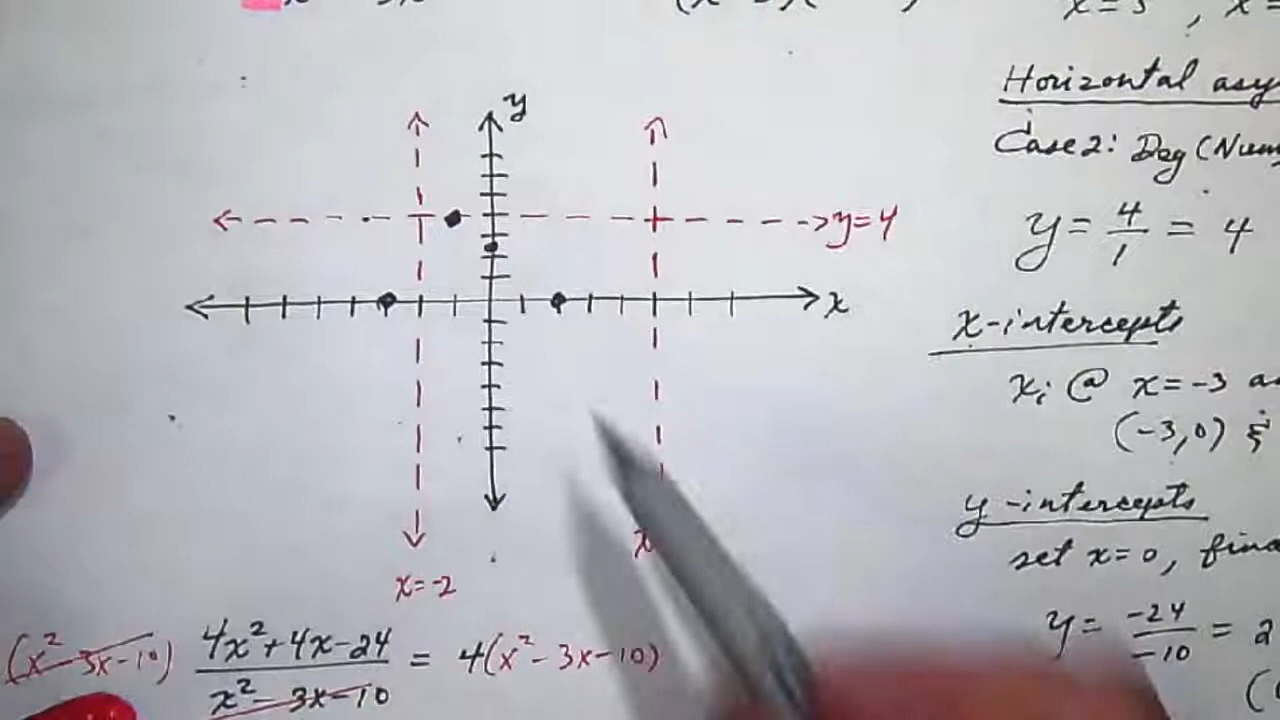 x = 5 , x =
Horizontal asy
Case 2: Deg (Num
y = 4/1 = 4
x-intercepts
xi @ x = -3 a
(-3,0) &
y-intercepts
set x=0, fin
y = -24/-10 = 2
(
y
y=4
x
x
x=-2
(x² - 3x-10) 4x²+4x-24/x² - 3x-10 = 4(x² - 3x-10)